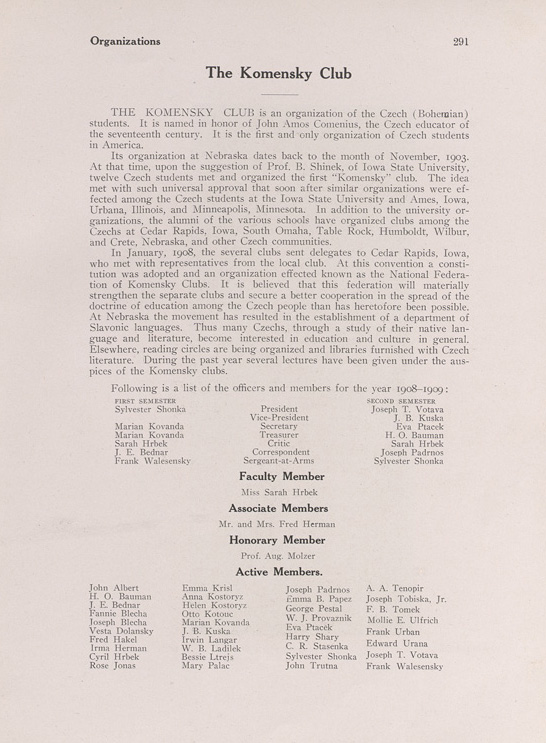 Organizations 291
The Komensky Club
THE KOMENSKY CLUB is an organization of the Czech (Bohemian)
students. It is named in honor of John Amos Comenius, the Czech educator of
the seventeenth century. It is the first and only organization of Czech students
in America.
Its organization at Nebraska dates back to the month of November, 1903.
At that time, upon the suggestion of Prof. B. Shinek, of Iowa State University,
twelve Czech students met and organized the first "Komensky" club. The idea
met with such universal approval that soon after similar organizations were ef-
fected among the Czech students at the Iowa State University and Ames, Iowa,
Urbana, Illinois, and Minneapolis, Minnesota. In addition to the university or-
ganizations, the alumni of the various schools have organized clubs among the
Czechs at Cedar Rapids, Iowa, South Omaha, Table Rock, Humboldt, Wilbur,
and Crete, Nebraska, and other Czech communities.
In January, 1908, the several clubs sent delegates to Cedar Rapids, Iowa,
who met with representatives from the local club. At this convention a consti-
tution was adopted and an organization effected known as the National Federa-
tion of Komensky Clubs. It is believed that this federation will materially
strengthen the separate clubs and secure a better cooperation in the spread of the
doctrine of education among the Czech people than has heretofore been possible.
At Nebraska the movement has resulted in the establishment of a department of
Slavonic languages. Thus many Czechs, through a study of their native lan-
guage and literature, become interested in education and culture in general.
Elsewhere, reading circles are being organized and libraries furnished with Czech
literature. During the past year several lectures have been given under the aus-
pices of the Komensky clubs.
Following is a list of the officers and members for the year 1908–1909:
FIRST SEMESTER SECOND SEMESTER
Sylvester Shonka President Joseph T. Votava
Vice-President J. B. Kuska
Marian Kovanda Secretary Eva Ptacek
Marian Kovanda Treasurer H. O. Bauman
Sarah Hrbek Critic Sarah Hrbek
J. E. Bednar Correspondent Joseph Padrnos
Frank Walesensky Sergeant-at-Arms Sylvester Shonka
Faculty Member
Miss Sarah Hrbek
Associate Members
Mr. and Mrs. Fred Herman
Honorary Member
Prof. Aug. Molzer
Active Members.
John Albert
H. O. Bauman
J. E. Bednar
Fannie Blecha
Joseph Blecha
Vesta Dolansky
Fred Hakel
Irma Herman
Cyril Hrbek
Rose Jonas
Emma Krisl
Anna Kostoryz
Helen Kostoryz
Otto Kotouc
Marian Kovanda
J. B. Kuska
Irwin Langar
W. B. Ladilek
Bessie Ltrejs
Mary Palac
Joseph Padrnos
Emma B. Papez
George Pestal
W. J. Provaznik
Eva Ptacek
Harry Shary
C. R. Stasenka
Sylvester Shonka
John Trutna
A. A. Tenopir
Joseph Tobiska, Jr.
F. B. Tomek
Mollie E. Ulfrich
Frank Urban
Edward Urana
Joseph T. Votava
Frank Walesensky